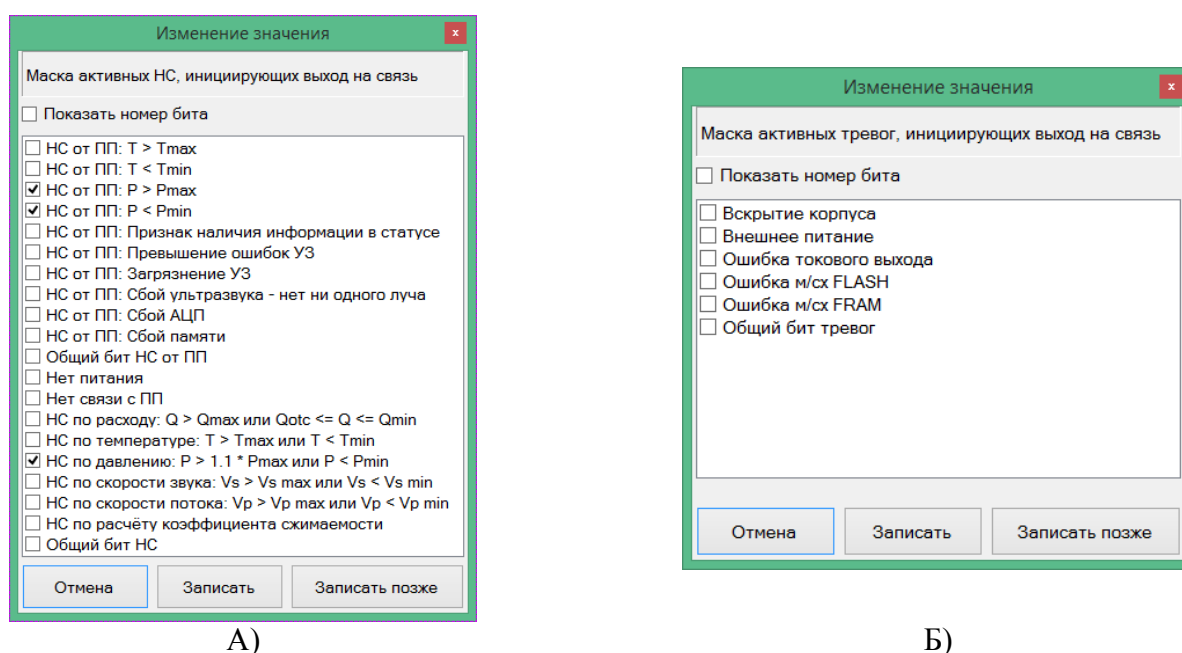 Изменение значения
x
Маска активных НС, инициирующих выход на связь
Показать номер бита
НС от ПП: T > Tmax
НС от ПП: T < Tmin
НС от ПП: P > Pmax
НС от ПП: P < Pmin
НС от ПП: Признак наличия информации в статусе
НС от ПП: Превышение ошибок УЗ
НС от ПП: Загрязнение УЗ
НС от ПП: Сбой ультразвука - нет ни одного луча
НС от ПП: Сбой АЦП
НС от ПП: Сбой памяти
Общий бит НС от ПП
Нет питания
Нет связи с ПП
НС по расходу: Q > Qmax или Qotc <= Q <= Qmin
НС по температуре: T > Tmax или T < Tmin
НС по давлению: P > 1.1 * Pmax или P < Pmin
НС по скорости звука: Vs > Vs max или Vs < Vs min
НС по скорости потока: Vp > Vp max или Vp < Vp min
НС по расчёту коэффициента сжимаемости
Общий бит НС
Отмена Записать Записать позже
А)
Изменение значения
x
Маска активных тревог, инициирующих выход на связь
Показать номер бита
Вскрытие корпуса
Внешнее питание
Ошибка токового выхода
Ошибка м/сх FLASH
Ошибка м/сх FRAM
Общий бит тревог
Отмена Записать Записать позже
Б)